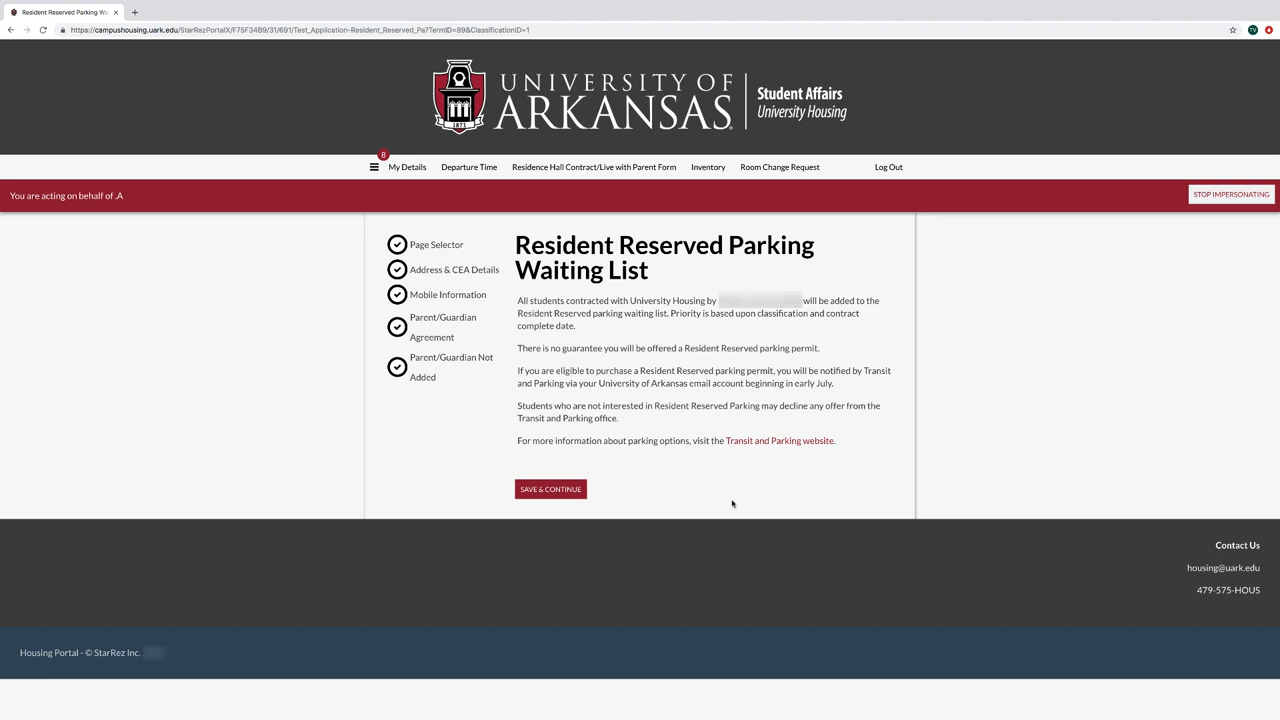 Resident Reserved Parking Wa
https://campushousing.uark.edu/StarRezPortalX/F75F34B9/31/691/Test_Application-Resident_Reserved_Pa?TermID=89&ClassificationID=1
TV
UNIVERSITY OF
ARKANSAS
1871
Student Affairs
University Housing
8
My Details Departure Time Residence Hall Contract/Live with Parent Form Inventory Room Change Request Log Out
You are acting on behalf of .A
STOP IMPERSONATING
Page Selector
Address & CEA Details
Mobile Information
Parent/Guardian
Agreement
Parent/Guardian Not
Added
Resident Reserved Parking
Waiting List
All students contracted with University Housing by will be added to the
Resident Reserved parking waiting list. Priority is based upon classification and contract
complete date.
There is no guarantee you will be offered a Resident Reserved parking permit.
If you are eligible to purchase a Resident Reserved parking permit, you will be notified by Transit
and Parking via your University of Arkansas email account beginning in early July.
Students who are not interested in Resident Reserved Parking may decline any offer from the
Transit and Parking office.
For more information about parking options, visit the Transit and Parking website.
SAVE & CONTINUE
Contact Us
housing@uark.edu
479-575-HOUS
Housing Portal - © StarRez Inc.